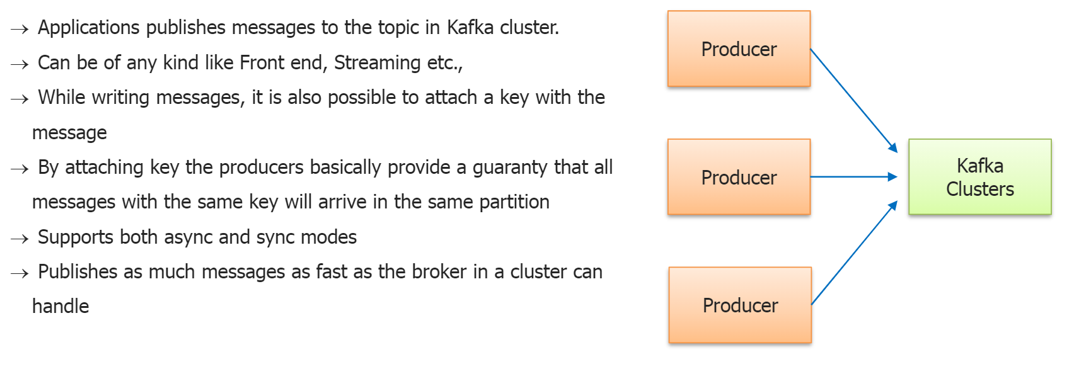 → Applications publishes messages to the topic in Kafka cluster.
→ Can be of any kind like Front end, Streaming etc.,
→ While writing messages, it is also possible to attach a key with the
message
→ By attaching key the producers basically provide a guaranty that all
messages with the same key will arrive in the same partition
→ Supports both async and sync modes
→ Publishes as much messages as fast as the broker in a cluster can
handle
Producer
Producer
Producer
Kafka
Clusters